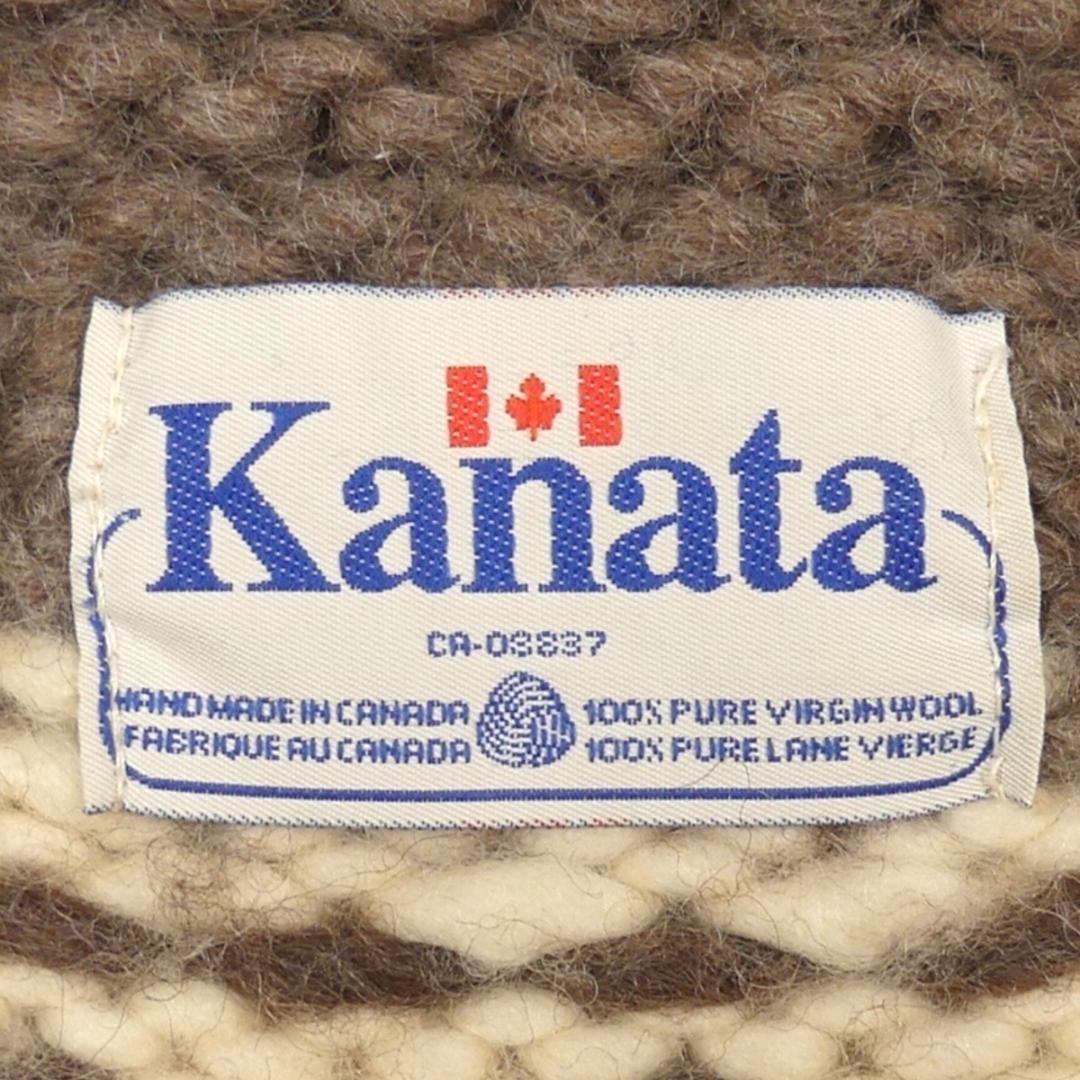 Kanata
CA-03837
HAND MADE IN CANADA
FABRIQUE AU CANADA
100% PURE VIRGIN WOOL
100% PURE LANE VIERGE